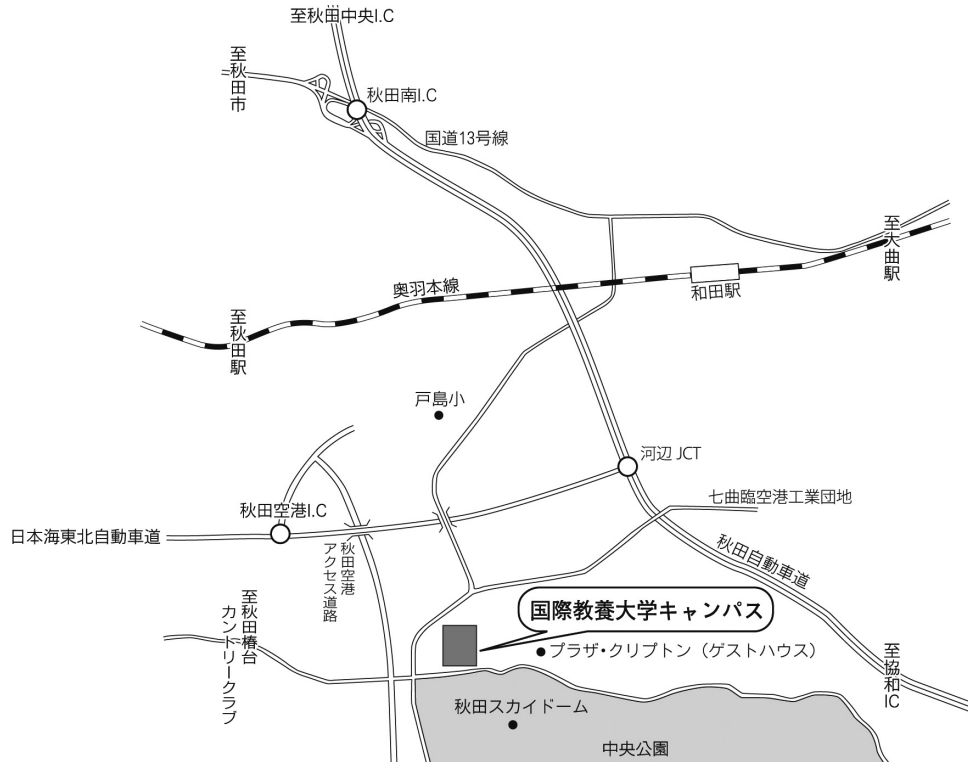 至秋田中央I.C
至秋田市
秋田南I.C
国道13号線
至大曲駅
奥羽本線
和田駅
至秋田駅
戸島小
河辺 JCT
七曲臨空港工業団地
秋田空港I.C
日本海東北自動車道
秋田空港
アクセス道路
秋田自動車道
至秋田椿台
カントリークラブ
国際教養大学キャンパス
プラザ・クリプトン（ゲストハウス）
至協和IC
秋田スカイドーム
中央公園